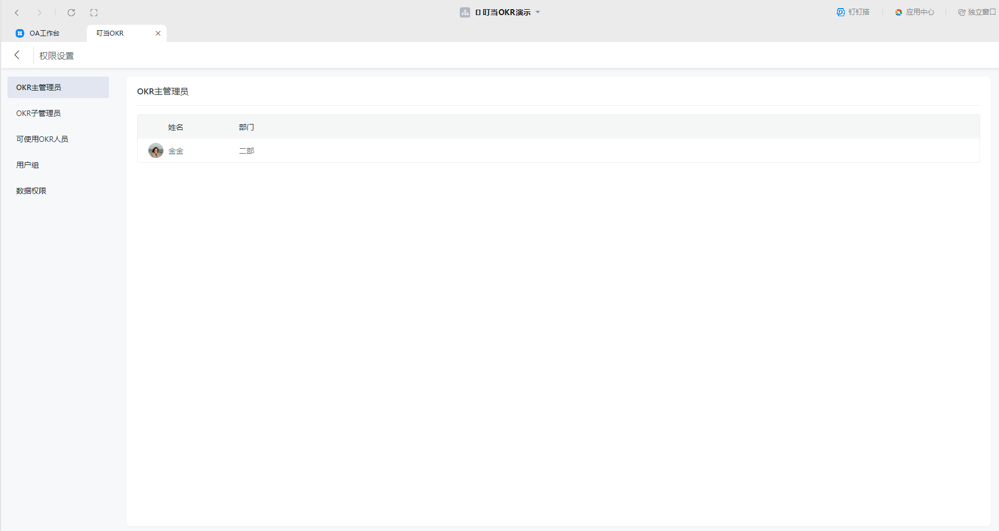 叮当OKR演示
钉钉搭
应用中心
独立窗口
OA工作台
叮当OKR
权限设置
OKR主管理员
OKR子管理员
可使用OKR人员
用户组
数据权限
OKR主管理员
姓名 部门
金金 二部